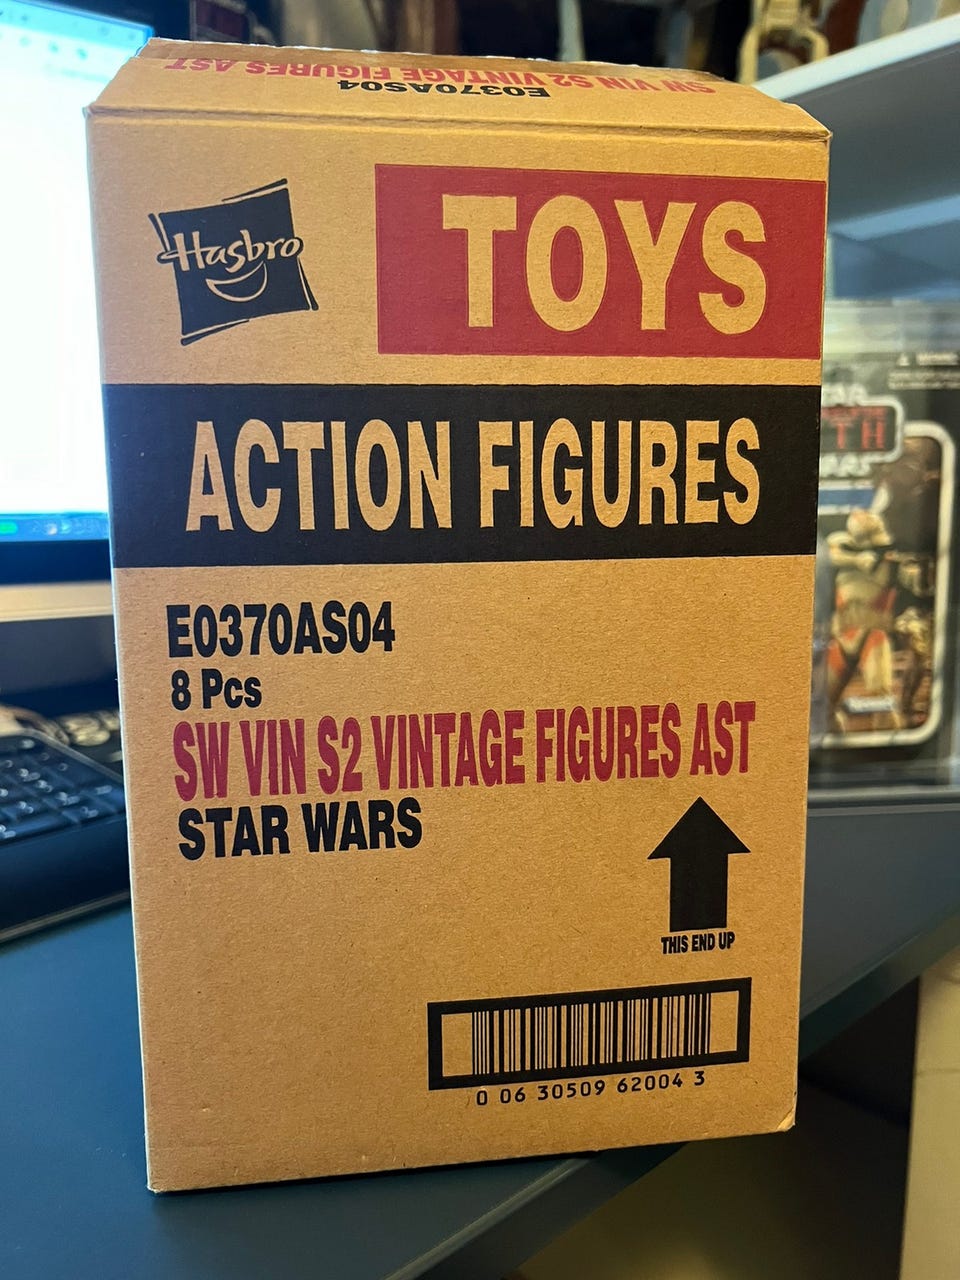 SW VIN S2 VINTAGE FIGURES AST
E0370AS04
Hasbro
TOYS
ACTION FIGURES
E0370AS04
8 Pcs
SW VIN S2 VINTAGE FIGURES AST
STAR WARS
THIS END UP
0 06 30509 62004 3